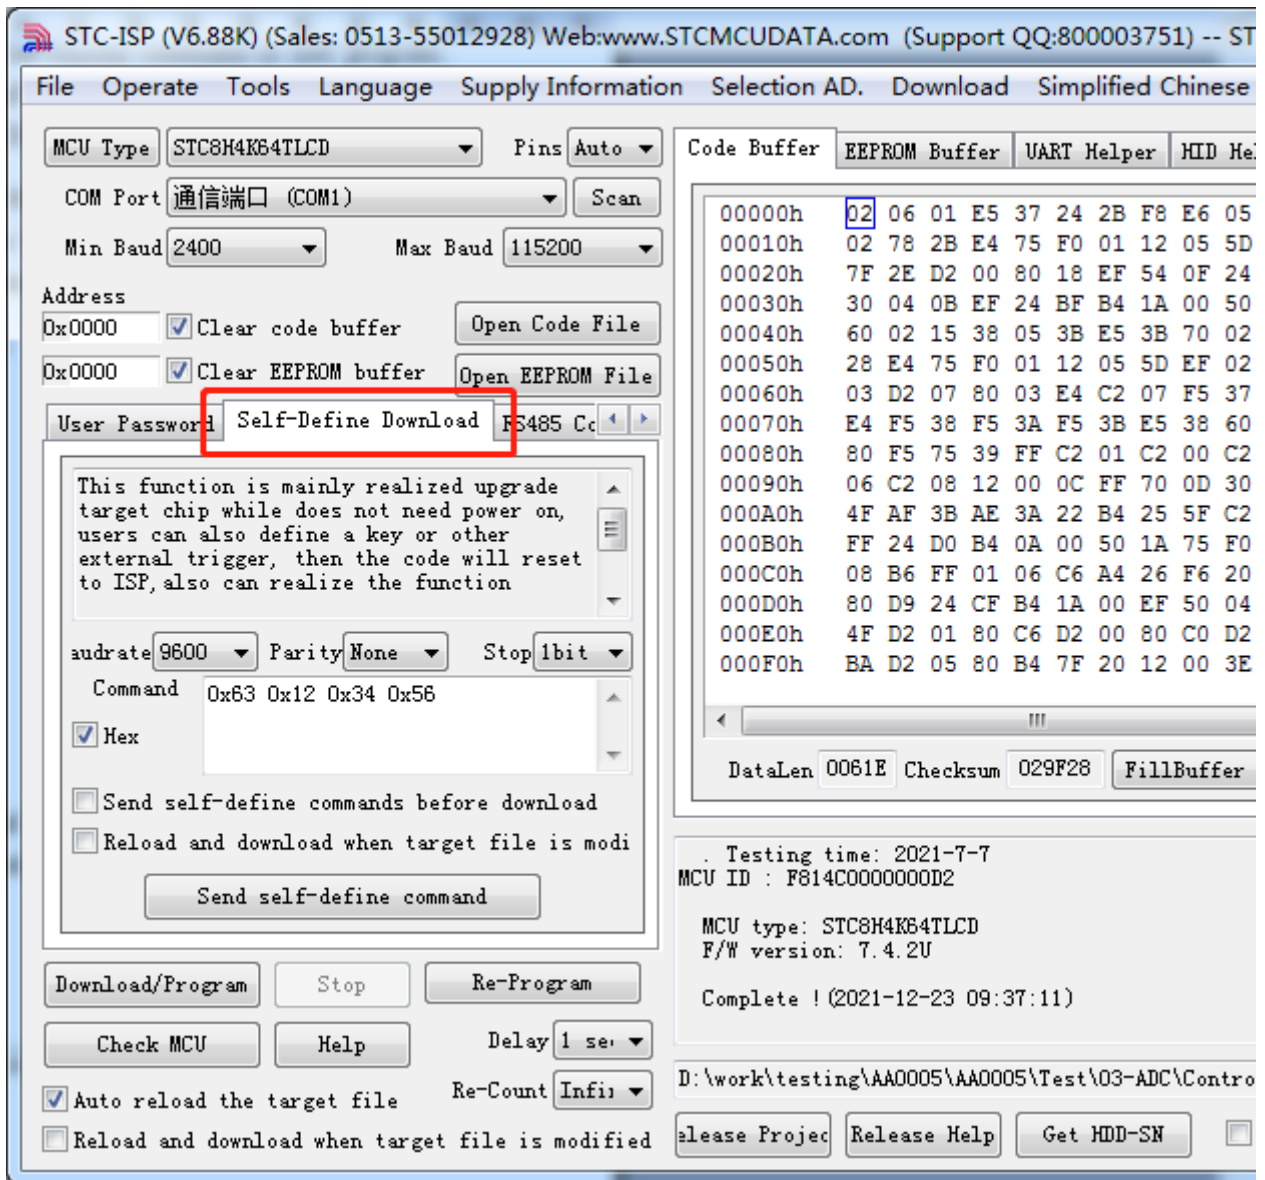 STC-ISP (V6.88K) (Sales: 0513-55012928) Web:www.STCMCUDATA.com (Support QQ:800003751) -- ST
File Operate Tools Language Supply Information Selection AD. Download Simplified Chinese
MCU Type STC8H4K64TLCD Pins Auto
COM Port 通信端口 (COM1) Scan
Min Baud 2400 Max Baud 115200
Address
0x0000 Clear code buffer Open Code File
0x0000 Clear EEPROM buffer Open EEPROM File
User Password Self-Define Download RS485 Co
This function is mainly realized upgrade
target chip while does not need power on,
users can also define a key or other
external trigger, then the code will reset
to ISP, also can realize the function
audrate 9600 Parity None Stop 1bit
Command 0x63 0x12 0x34 0x56
Hex
Send self-define commands before download
Reload and download when target file is modi
Send self-define command
Download/Program Stop Re-Program
Check MCU Help Delay 1 se
Auto reload the target file Re-Count Infi
Reload and download when target file is modified
Code Buffer EEPROM Buffer UART Helper HID He
00000h 02 06 01 E5 37 24 2B F8 E6 05
00010h 02 78 2B E4 75 F0 01 12 05 5D
00020h 7F 2E D2 00 80 18 EF 54 0F 24
00030h 30 04 0B EF 24 BF B4 1A 00 50
00040h 60 02 15 38 05 3B E5 3B 70 02
00050h 28 E4 75 F0 01 12 05 5D EF 02
00060h 03 D2 07 80 03 E4 C2 07 F5 37
00070h E4 F5 38 F5 3A F5 3B E5 38 60
00080h 80 F5 75 39 FF C2 01 C2 00 C2
00090h 06 C2 08 12 00 0C FF 70 0D 30
000A0h 4F AF 3B AE 3A 22 B4 25 5F C2
000B0h FF 24 D0 B4 0A 00 50 1A 75 F0
000C0h 08 B6 FF 01 06 C6 A4 26 F6 20
000D0h 80 D9 24 CF B4 1A 00 EF 50 04
000E0h 4F D2 01 80 C6 D2 00 80 C0 D2
000F0h BA D2 05 80 B4 7F 20 12 00 3E
DataLen 0061E Checksum 029F28 FillBuffer
. Testing time: 2021-7-7
MCU ID : F814C0000000D2
MCU type: STC8H4K64TLCD
F/W version: 7.4.2U
Complete !(2021-12-23 09:37:11)
D:\work\testing\AA0005\AA0005\Test\03-ADC\Contro
elease Projec Release Help Get HDD-SN